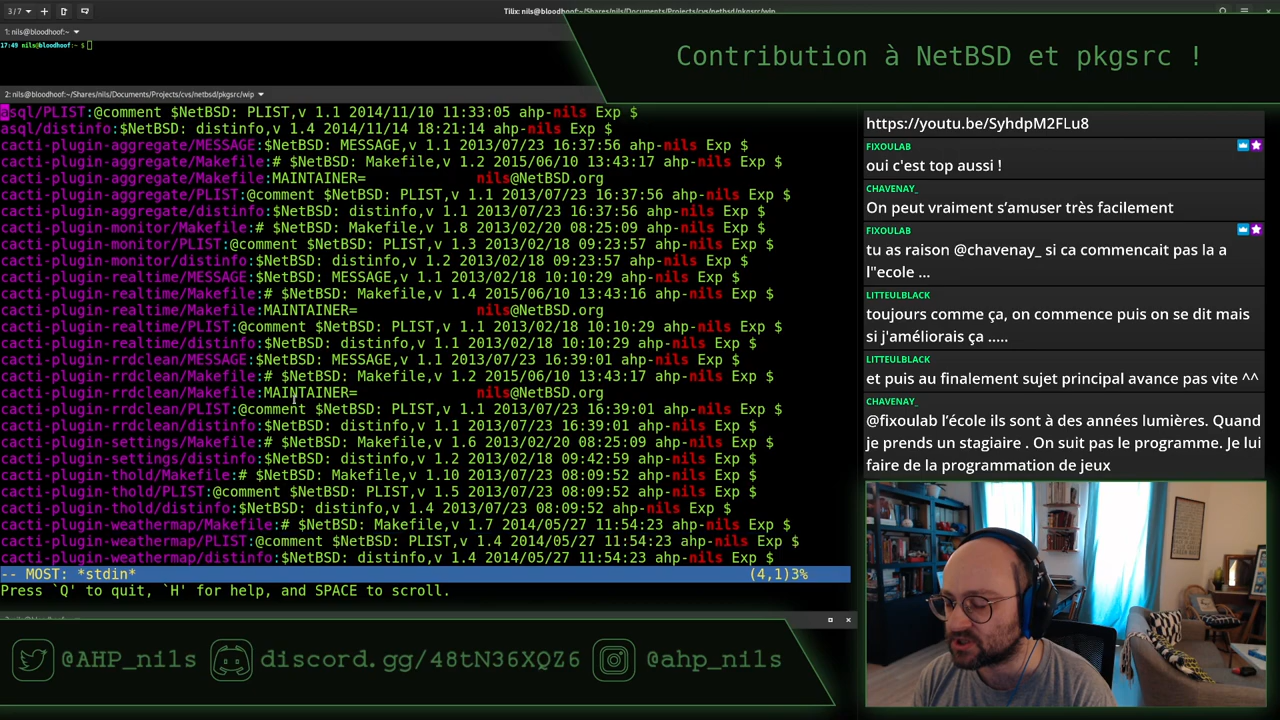 3/7
Tilix: nils@bloodhoof:~/Shares/nils/Documents/Projects/cvs/netbsd/pkgsrc/wip
1: nils@bloodhoof:~
17:49 nils@bloodhoof:~ $
Contribution à NetBSD et pkgsrc !
2: nils@bloodhoof:~/Shares/nils/Documents/Projects/cvs/netbsd/pkgsrc/wip
asql/PLIST:@comment $NetBSD: PLIST,v 1.1 2014/11/10 11:33:05 ahp-nils Exp $
asql/distinfo:$NetBSD: distinfo,v 1.4 2014/11/14 18:21:14 ahp-nils Exp $
cacti-plugin-aggregate/MESSAGE:$NetBSD: MESSAGE,v 1.1 2013/07/23 16:37:56 ahp-nils Exp $
cacti-plugin-aggregate/Makefile:# $NetBSD: Makefile,v 1.2 2015/06/10 13:43:17 ahp-nils Exp $
cacti-plugin-aggregate/Makefile:MAINTAINER= nils@NetBSD.org
cacti-plugin-aggregate/PLIST:@comment $NetBSD: PLIST,v 1.1 2013/07/23 16:37:56 ahp-nils Exp $
cacti-plugin-aggregate/distinfo:$NetBSD: distinfo,v 1.1 2013/07/23 16:37:56 ahp-nils Exp $
cacti-plugin-monitor/Makefile:# $NetBSD: Makefile,v 1.8 2013/02/20 08:25:09 ahp-nils Exp $
cacti-plugin-monitor/PLIST:@comment $NetBSD: PLIST,v 1.3 2013/02/18 09:23:57 ahp-nils Exp $
cacti-plugin-monitor/distinfo:$NetBSD: distinfo,v 1.2 2013/02/18 09:23:57 ahp-nils Exp $
cacti-plugin-realtime/MESSAGE:$NetBSD: MESSAGE,v 1.1 2013/02/18 10:10:29 ahp-nils Exp $
cacti-plugin-realtime/Makefile:# $NetBSD: Makefile,v 1.4 2015/06/10 13:43:16 ahp-nils Exp $
cacti-plugin-realtime/Makefile:MAINTAINER= nils@NetBSD.org
cacti-plugin-realtime/PLIST:@comment $NetBSD: PLIST,v 1.1 2013/02/18 10:10:29 ahp-nils Exp $
cacti-plugin-realtime/distinfo:$NetBSD: distinfo,v 1.1 2013/02/18 10:10:29 ahp-nils Exp $
cacti-plugin-rrdclean/MESSAGE:$NetBSD: MESSAGE,v 1.1 2013/07/23 16:39:01 ahp-nils Exp $
cacti-plugin-rrdclean/Makefile:# $NetBSD: Makefile,v 1.2 2015/06/10 13:43:17 ahp-nils Exp $
cacti-plugin-rrdclean/Makefile:MAINTAINER= nils@NetBSD.org
cacti-plugin-rrdclean/PLIST:@comment $NetBSD: PLIST,v 1.1 2013/07/23 16:39:01 ahp-nils Exp $
cacti-plugin-rrdclean/distinfo:$NetBSD: distinfo,v 1.1 2013/07/23 16:39:01 ahp-nils Exp $
cacti-plugin-settings/Makefile:# $NetBSD: Makefile,v 1.6 2013/02/20 08:25:09 ahp-nils Exp $
cacti-plugin-settings/distinfo:$NetBSD: distinfo,v 1.2 2013/02/18 09:42:59 ahp-nils Exp $
cacti-plugin-thold/Makefile:# $NetBSD: Makefile,v 1.10 2013/07/23 08:09:52 ahp-nils Exp $
cacti-plugin-thold/PLIST:@comment $NetBSD: PLIST,v 1.5 2013/07/23 08:09:52 ahp-nils Exp $
cacti-plugin-thold/distinfo:$NetBSD: distinfo,v 1.4 2013/07/23 08:09:52 ahp-nils Exp $
cacti-plugin-weathermap/Makefile:# $NetBSD: Makefile,v 1.7 2014/05/27 11:54:23 ahp-nils Exp $
cacti-plugin-weathermap/PLIST:@comment $NetBSD: PLIST,v 1.4 2014/05/27 11:54:23 ahp-nils Exp $
cacti-plugin-weathermap/distinfo:$NetBSD: distinfo,v 1.4 2014/05/27 11:54:23 ahp-nils Exp $
-- MOST: *stdin* (4,1)3%
Press `Q' to quit, `H' for help, and SPACE to scroll.
https://youtu.be/SyhdpM2FLu8
FIXOULAB
oui c'est top aussi !
CHAVENAY_
On peut vraiment s’amuser très facilement
FIXOULAB
tu as raison @chavenay_ si ca commencait pas la a
l"ecole ...
LITTEULBLACK
toujours comme ça, on commence puis on se dit mais
si j'améliorais ça .....
LITTEULBLACK
et puis au finalement sujet principal avance pas vite ^^
CHAVENAY_
@fixoulab l’école ils sont à des années lumières. Quand
je prends un stagiaire . On suit pas le programme. Je lui
faire de la programmation de jeux
@AHP_nils discord.gg/48tN36XQZ6 @ahp_nils